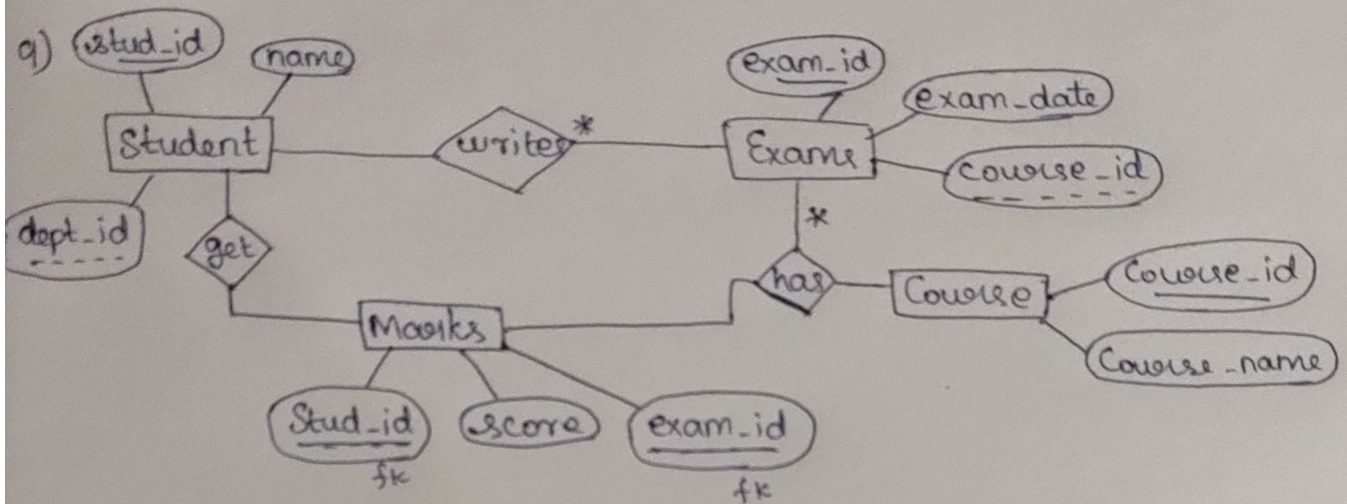 9) stud_id
name
exam_id
exam_date
Student
writes
*
Exams
course_id
dept_id
get
*
has
Course
Course_id
Marks
Course_name
Stud_id
score
exam_id
fk
fk